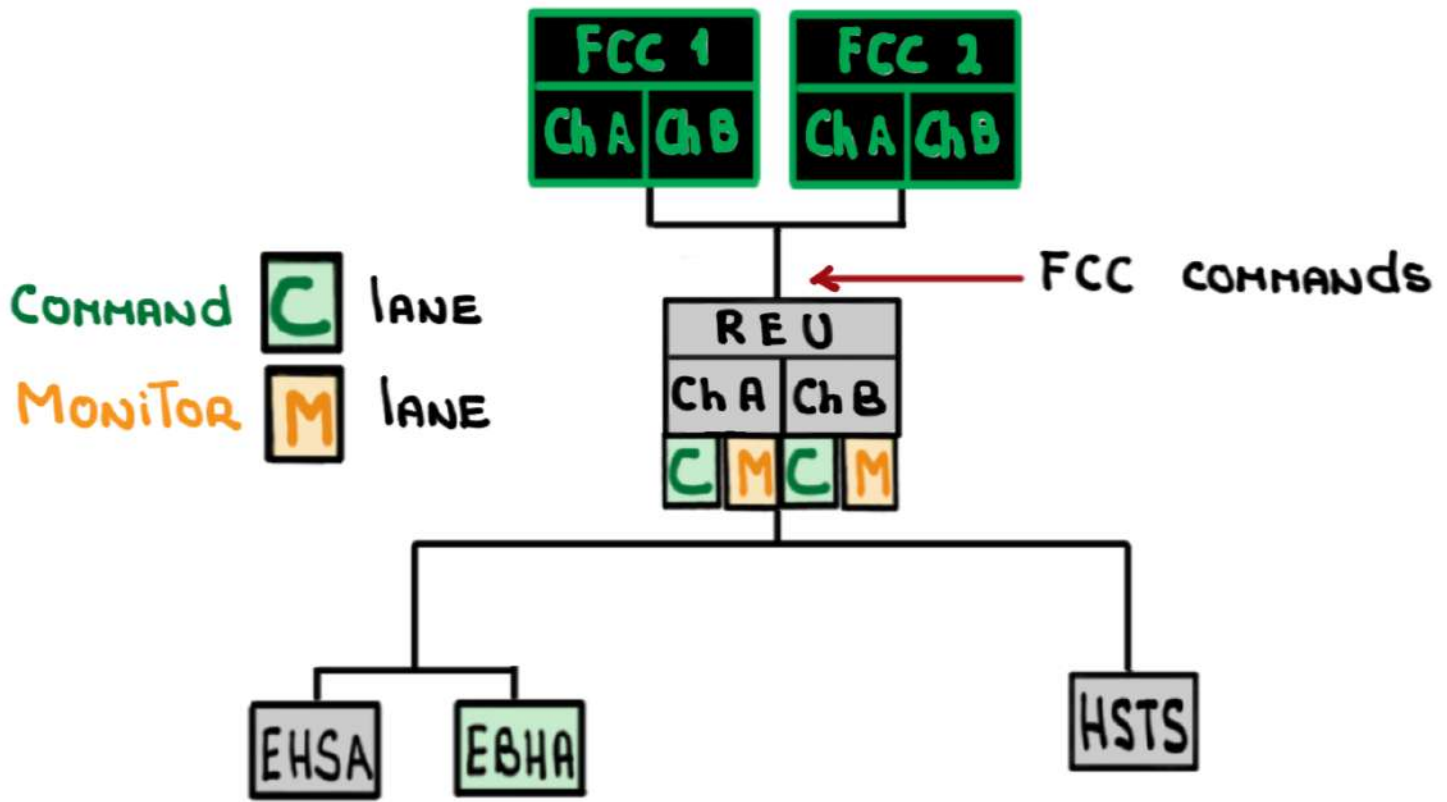 FCC 1
FCC 2
Ch A
Ch B
Ch A
Ch B
FCC COMMANDS
COMMAND C LANE
MONITOR M LANE
REU
Ch A
Ch B
C
M
C
M
EHSA
EBHA
HSTS